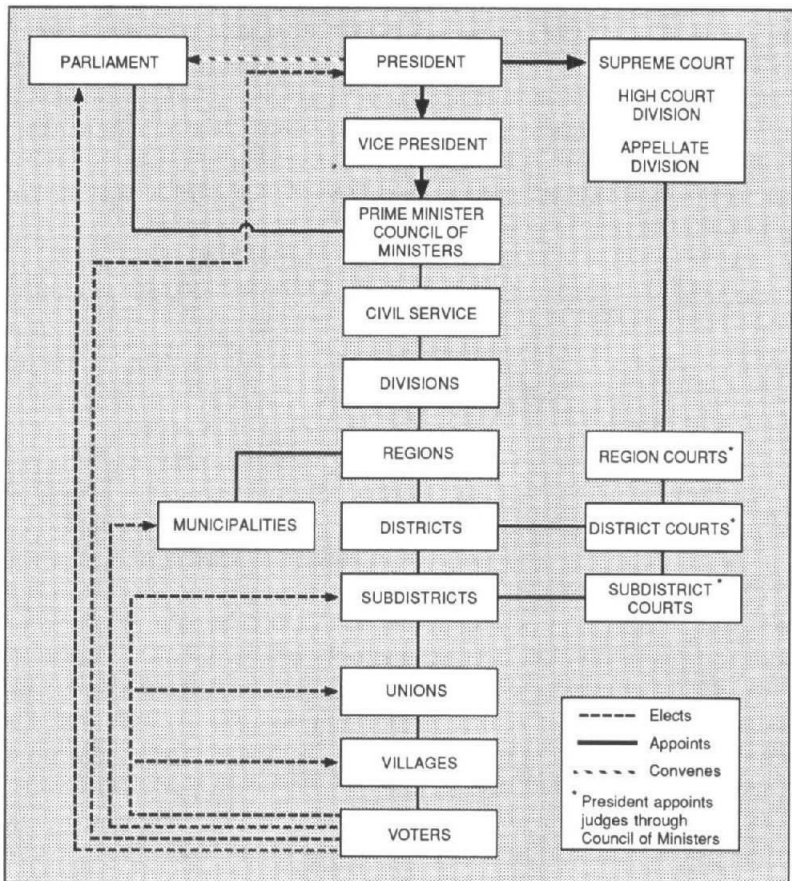 PARLIAMENT
PRESIDENT
SUPREME COURT
HIGH COURT
DIVISION
APPELLATE
DIVISION
VICE PRESIDENT
PRIME MINISTER
COUNCIL OF
MINISTERS
CIVIL SERVICE
DIVISIONS
REGIONS
REGION COURTS*
MUNICIPALITIES
DISTRICTS
DISTRICT COURTS*
SUBDISTRICTS
SUBDISTRICT*
COURTS
UNIONS
VILLAGES
VOTERS
Elects
Appoints
Convenes
* President appoints
judges through
Council of Ministers